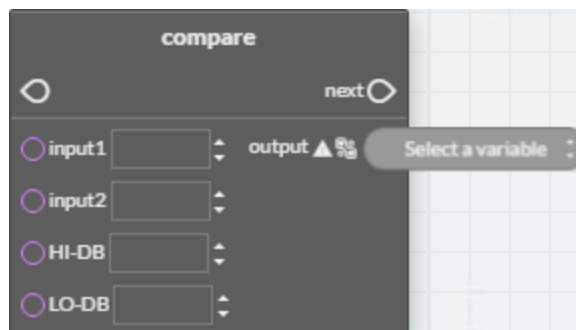 compare
next
input1 output Select a variable
input2
HI-DB
LO-DB